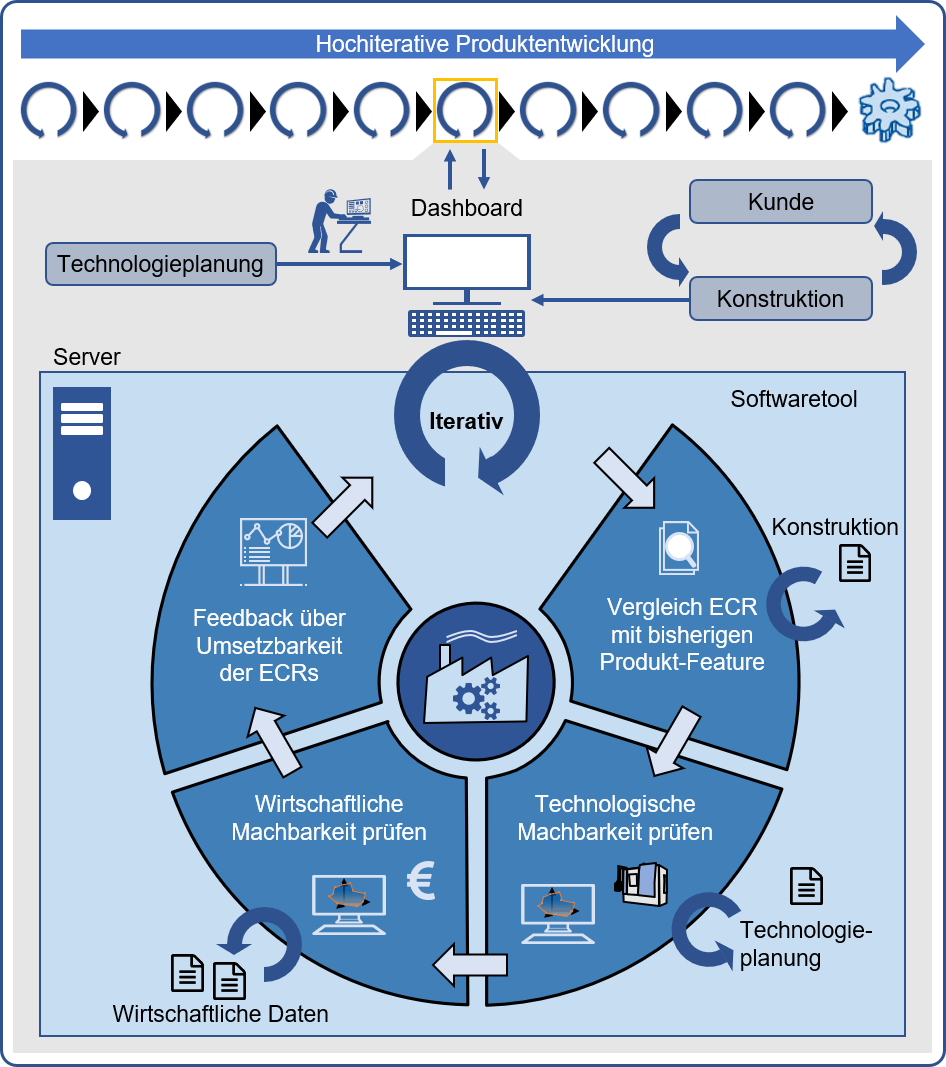 Hochiterative Produktentwicklung
Dashboard
Kunde
Technologieplanung
Konstruktion
Server
Softwaretool
Iterativ
Konstruktion
Feedback über
Umsetzbarkeit
der ECRs
Vergleich ECR
mit bisherigen
Produkt-Feature
Wirtschaftliche
Machbarkeit prüfen
Technologische
Machbarkeit prüfen
€
Technologie-
planung
Wirtschaftliche Daten